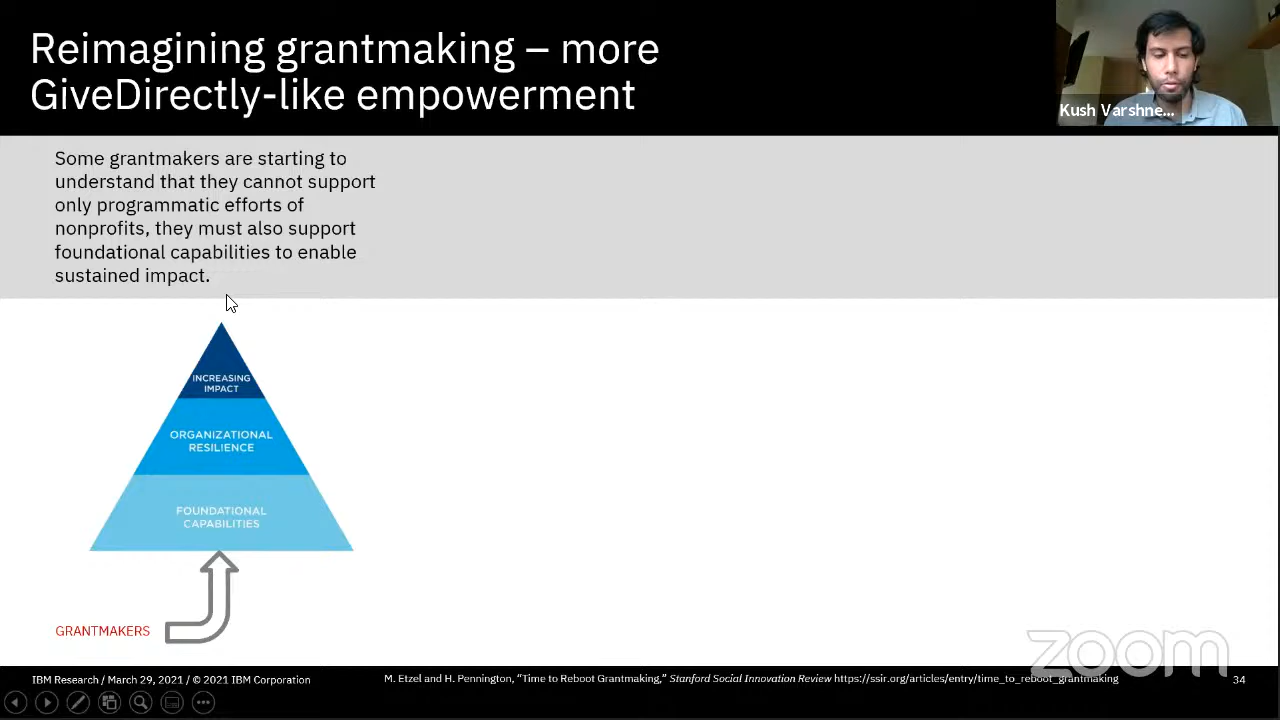 Reimagining grantmaking – more
GiveDirectly-like empowerment
Kush Varshne...
Some grantmakers are starting to
understand that they cannot support
only programmatic efforts of
nonprofits, they must also support
foundational capabilities to enable
sustained impact.
INCREASING
IMPACT
ORGANIZATIONAL
RESILIENCE
FOUNDATIONAL
CAPABILITIES
GRANTMAKERS
zoom
IBM Research / March 29, 2021 / © 2021 IBM Corporation
M. Etzel and H. Pennington, “Time to Reboot Grantmaking,” Stanford Social Innovation Review https://ssir.org/articles/entry/time_to_reboot_grantmaking
34